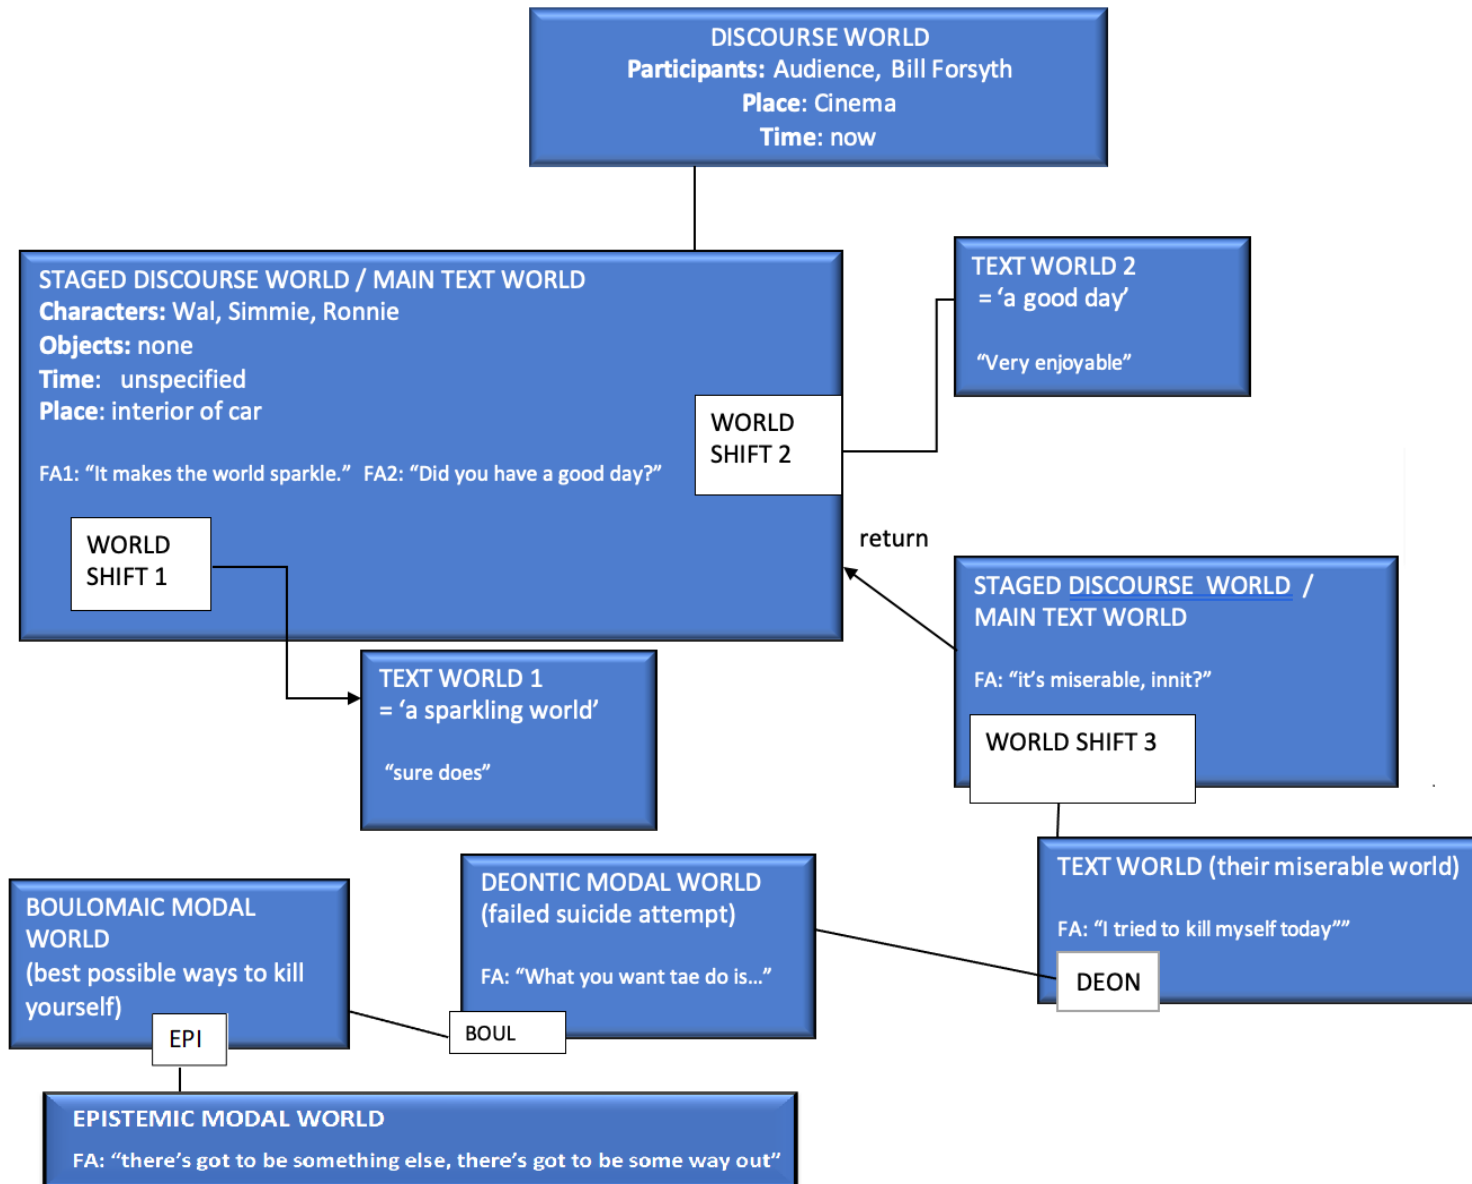 DISCOURSE WORLD
Participants: Audience, Bill Forsyth
Place: Cinema
Time: now
STAGED DISCOURSE WORLD / MAIN TEXT WORLD
Characters: Wal, Simmie, Ronnie
Objects: none
Time: unspecified
Place: interior of car
FA1: “It makes the world sparkle.” FA2: “Did you have a good day?”
WORLD
SHIFT 1
WORLD
SHIFT 2
TEXT WORLD 2
= ‘a good day’
“Very enjoyable”
return
STAGED DISCOURSE WORLD /
MAIN TEXT WORLD
FA: “it’s miserable, innit?”
WORLD SHIFT 3
TEXT WORLD 1
= ‘a sparkling world’
“sure does”
TEXT WORLD (their miserable world)
FA: “I tried to kill myself today””
DEON
DEONTIC MODAL WORLD
(failed suicide attempt)
FA: “What you want tae do is...”
BOUL
BOULOMAIC MODAL
WORLD
(best possible ways to kill
yourself)
EPI
EPISTEMIC MODAL WORLD
FA: “there’s got to be something else, there’s got to be some way out”